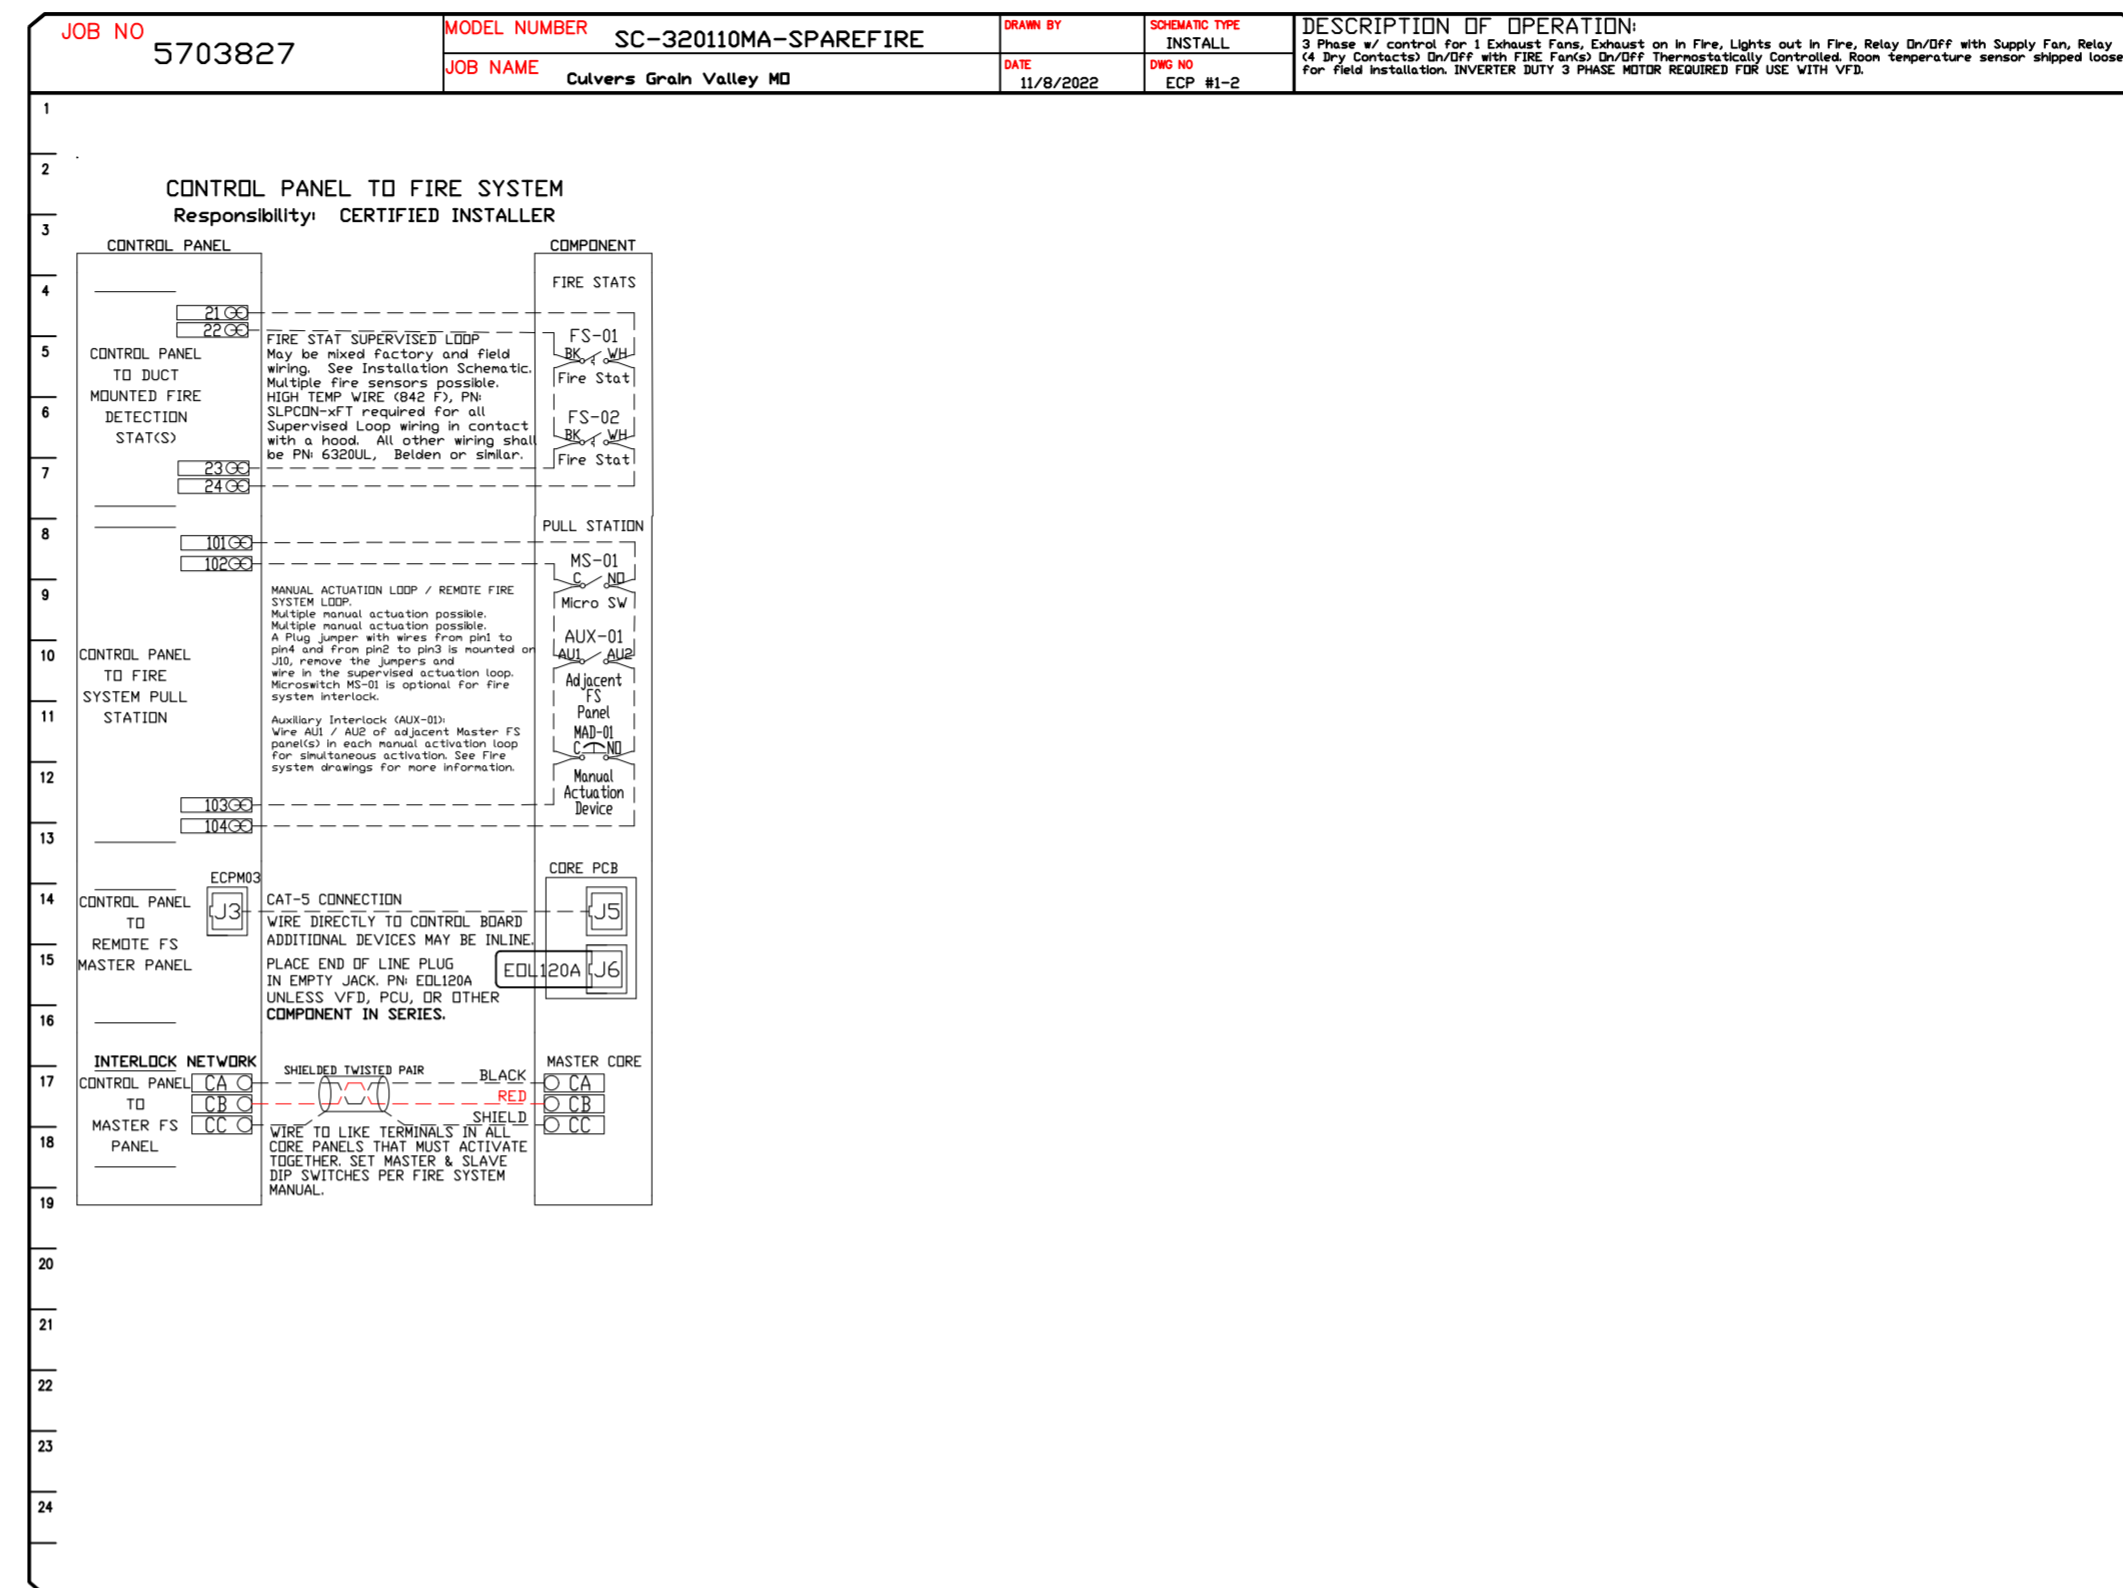 JOB NO
5703827
MODEL NUMBER
SC-320110MA-SPAREFIRE
JOB NAME
Culvers Grain Valley MO
DRAWN BY
DATE
11/8/2022
SCHEMATIC TYPE
INSTALL
DWG NO
ECP #1-2
DESCRIPTION OF OPERATION:
3 Phase w/ control for 1 Exhaust Fans, Exhaust on in Fire, Lights out in Fire, Relay On/Off with Supply Fan, Relay
(4 Dry Contacts) On/Off with FIRE Fan(s) On/Off Thermostatically Controlled. Room temperature sensor shipped loose
for field installation. INVERTER DUTY 3 PHASE MOTOR REQUIRED FOR USE WITH VFD.
1
2
3
4
5
6
7
8
9
10
11
12
13
14
15
16
17
18
19
20
21
22
23
24
CONTROL PANEL TO FIRE SYSTEM
Responsibility: CERTIFIED INSTALLER
CONTROL PANEL
COMPONENT
FIRE STATS
21
22
CONTROL PANEL
TO DUCT
MOUNTED FIRE
DETECTION
STAT(S)
23
24
FIRE STAT SUPERVISED LOOP
May be mixed factory and field
wiring. See Installation Schematic.
Multiple fire sensors possible.
HIGH TEMP WIRE (842 F), PN:
SLPCON-xFT required for all
Supervised Loop wiring in contact
with a hood. All other wiring shall
be PN: 6320UL, Belden or similar.
FS-01
BK WH
Fire Stat
FS-02
BK WH
Fire Stat
PULL STATION
101
102
CONTROL PANEL
TO FIRE
SYSTEM PULL
STATION
103
104
MANUAL ACTUATION LOOP / REMOTE FIRE
SYSTEM LOOP.
Multiple manual actuation possible.
Multiple manual actuation possible.
A Plug jumper with wires from pin1 to
pin4 and from pin2 to pin3 is mounted on
J10, remove the jumpers and
wire in the supervised actuation loop.
Microswitch MS-01 is optional for fire
system interlock.
Auxiliary Interlock (AUX-01):
Wire AU1 / AU2 of adjacent Master FS
panel(s) in each manual activation loop
for simultaneous activation. See Fire
system drawings for more information.
MS-01
C NO
Micro SW
AUX-01
AU1 AU2
Adjacent
FS
Panel
MAD-01
C NO
Manual
Actuation
Device
ECPM03
J3
CONTROL PANEL
TO
REMOTE FS
MASTER PANEL
CAT-5 CONNECTION
WIRE DIRECTLY TO CONTROL BOARD
ADDITIONAL DEVICES MAY BE INLINE.
PLACE END OF LINE PLUG
IN EMPTY JACK. PN: EOL120A
UNLESS VFD, PCU, OR OTHER
COMPONENT IN SERIES.
CORE PCB
J5
EOL120A J6
INTERLOCK NETWORK
CONTROL PANEL
TO
MASTER FS
PANEL
CA
CB
CC
SHIELDED TWISTED PAIR
BLACK
RED
SHIELD
WIRE TO LIKE TERMINALS IN ALL
CORE PANELS THAT MUST ACTIVATE
TOGETHER. SET MASTER & SLAVE
DIP SWITCHES PER FIRE SYSTEM
MANUAL.
MASTER CORE
CA
CB
CC